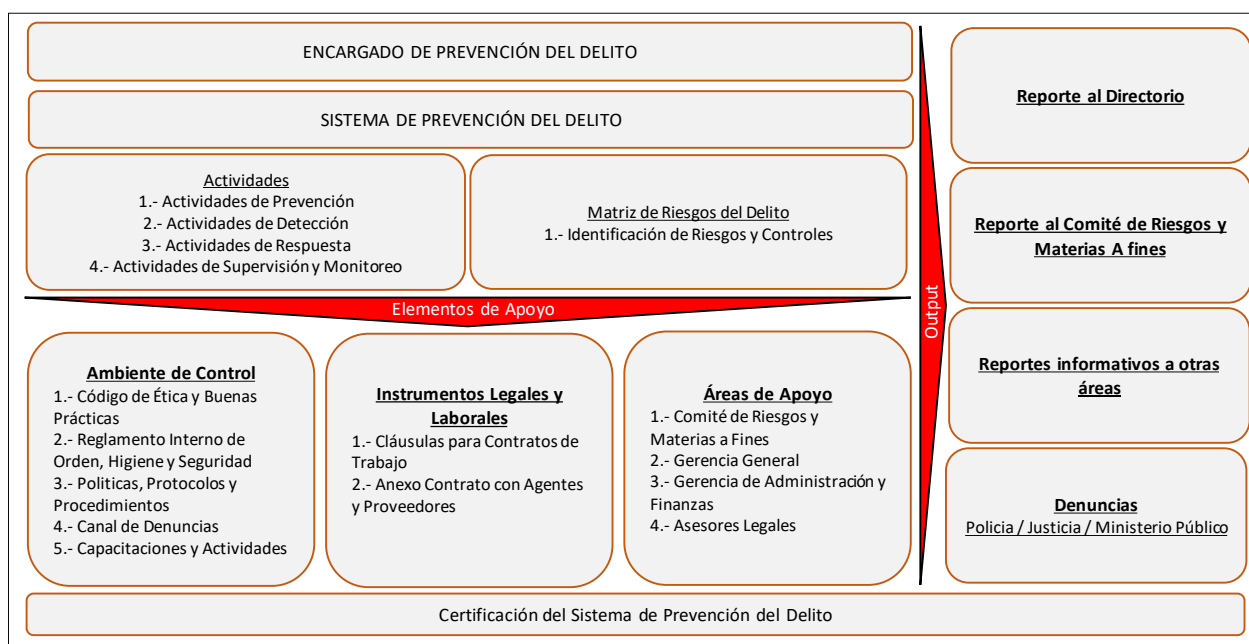 ENCARGADO DE PREVENCIÓN DEL DELITO
SISTEMA DE PREVENCIÓN DEL DELITO
Actividades
1.- Actividades de Prevención
2.- Actividades de Detección
3.- Actividades de Respuesta
4.- Actividades de Supervisión y Monitoreo
Matriz de Riesgos del Delito
1.- Identificación de Riesgos y Controles
Elementos de Apoyo
Ambiente de Control
1.- Código de Ética y Buenas
Prácticas
2.- Reglamento Interno de
Orden, Higiene y Seguridad
3.- Politicas, Protocolos y
Procedimientos
4.- Canal de Denuncias
5.- Capacitaciones y Actividades
Instrumentos Legales y
Laborales
1.- Cláusulas para Contratos de
Trabajo
2.- Anexo Contrato con Agentes
y Proveedores
Áreas de Apoyo
1.- Comité de Riesgos y
Materias a Fines
2.- Gerencia General
3.- Gerencia de Administración y
Finanzas
4.- Asesores Legales
Output
Reporte al Directorio
Reporte al Comité de Riesgos y
Materias A fines
Reportes informativos a otras
áreas
Denuncias
Policia / Justicia / Ministerio Público
Certificación del Sistema de Prevención del Delito